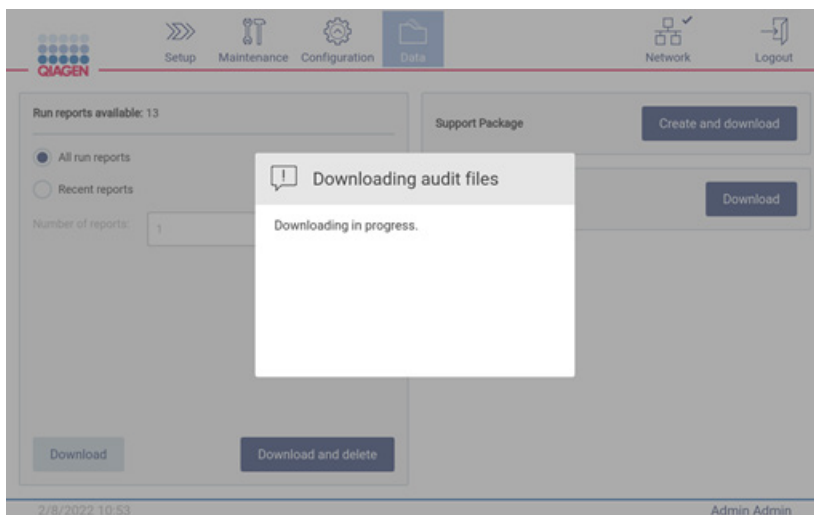 QIAGEN
Setup
Maintenance
Configuration
Data
Network
Logout
Run reports available: 13
All run reports
Recent reports
Number of reports:
1
Download
Download and delete
Support Package
Create and download
Download
Downloading audit files
Downloading in progress.
2/8/2022 10:53
Admin Admin